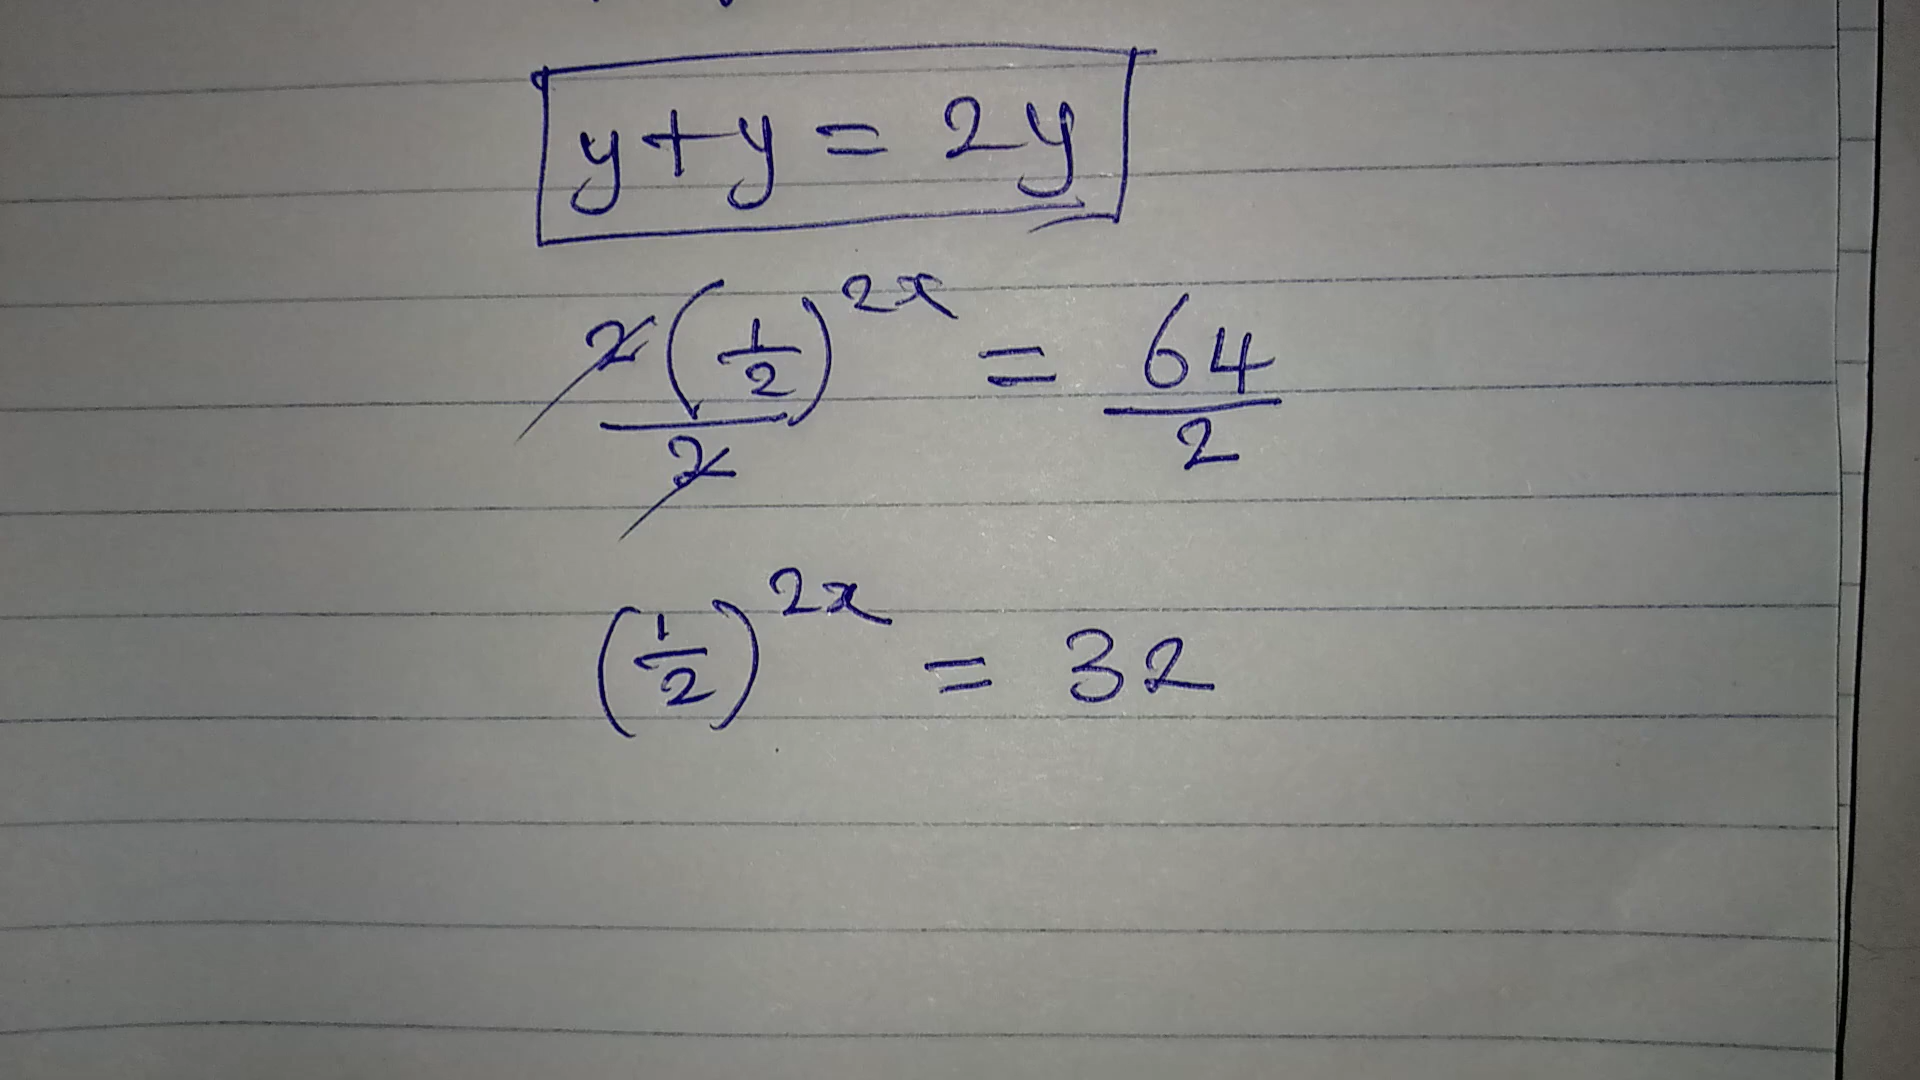 y+y = 2y
2(1/2)^2x / 2 = 64/2
(1/2)^2x = 32